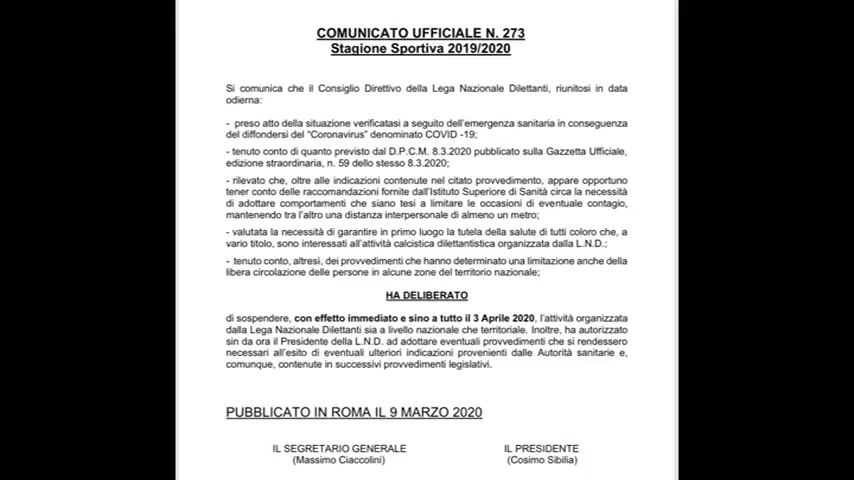 COMUNICATO UFFICIALE N. 273
Stagione Sportiva 2019/2020
Si comunica che il Consiglio Direttivo della Lega Nazionale Dilettanti, riunitosi in data
odierna:
- preso atto della situazione verificatasi a seguito dell'emergenza sanitaria in conseguenza
del diffondersi del "Coronavirus" denominato COVID -19;
- tenuto conto di quanto previsto dal D.P.C.M. 8.3.2020 pubblicato sulla Gazzetta Ufficiale,
edizione straordinaria, n. 59 dello stesso 8.3.2020;
- rilevato che, oltre alle indicazioni contenute nel citato provvedimento, appare opportuno
tener conto delle raccomandazioni fornite dall'Istituto Superiore di Sanità circa la necessità
di adottare comportamenti che siano tesi a limitare le occasioni di eventuale contagio,
mantenendo tra l'altro una distanza interpersonale di almeno un metro;
- valutata la necessità di garantire in primo luogo la tutela della salute di tutti coloro che, a
vario titolo, sono interessati all'attività calcistica dilettantistica organizzata dalla L.N.D.;
- tenuto conto, altresì, dei provvedimenti che hanno determinato una limitazione anche della
libera circolazione delle persone in alcune zone del territorio nazionale;
HA DELIBERATO
di sospendere, con effetto immediato e sino a tutto il 3 Aprile 2020, l'attività organizzata
dalla Lega Nazionale Dilettanti sia a livello nazionale che territoriale. Inoltre, ha autorizzato
sin da ora il Presidente della L.N.D. ad adottare eventuali provvedimenti che si rendessero
necessari all'esito di eventuali ulteriori indicazioni provenienti dalle Autorità sanitarie e,
comunque, contenute in successivi provvedimenti legislativi.
PUBBLICATO IN ROMA IL 9 MARZO 2020
IL SEGRETARIO GENERALE IL PRESIDENTE
(Massimo Ciaccolini) (Cosimo Sibilia)